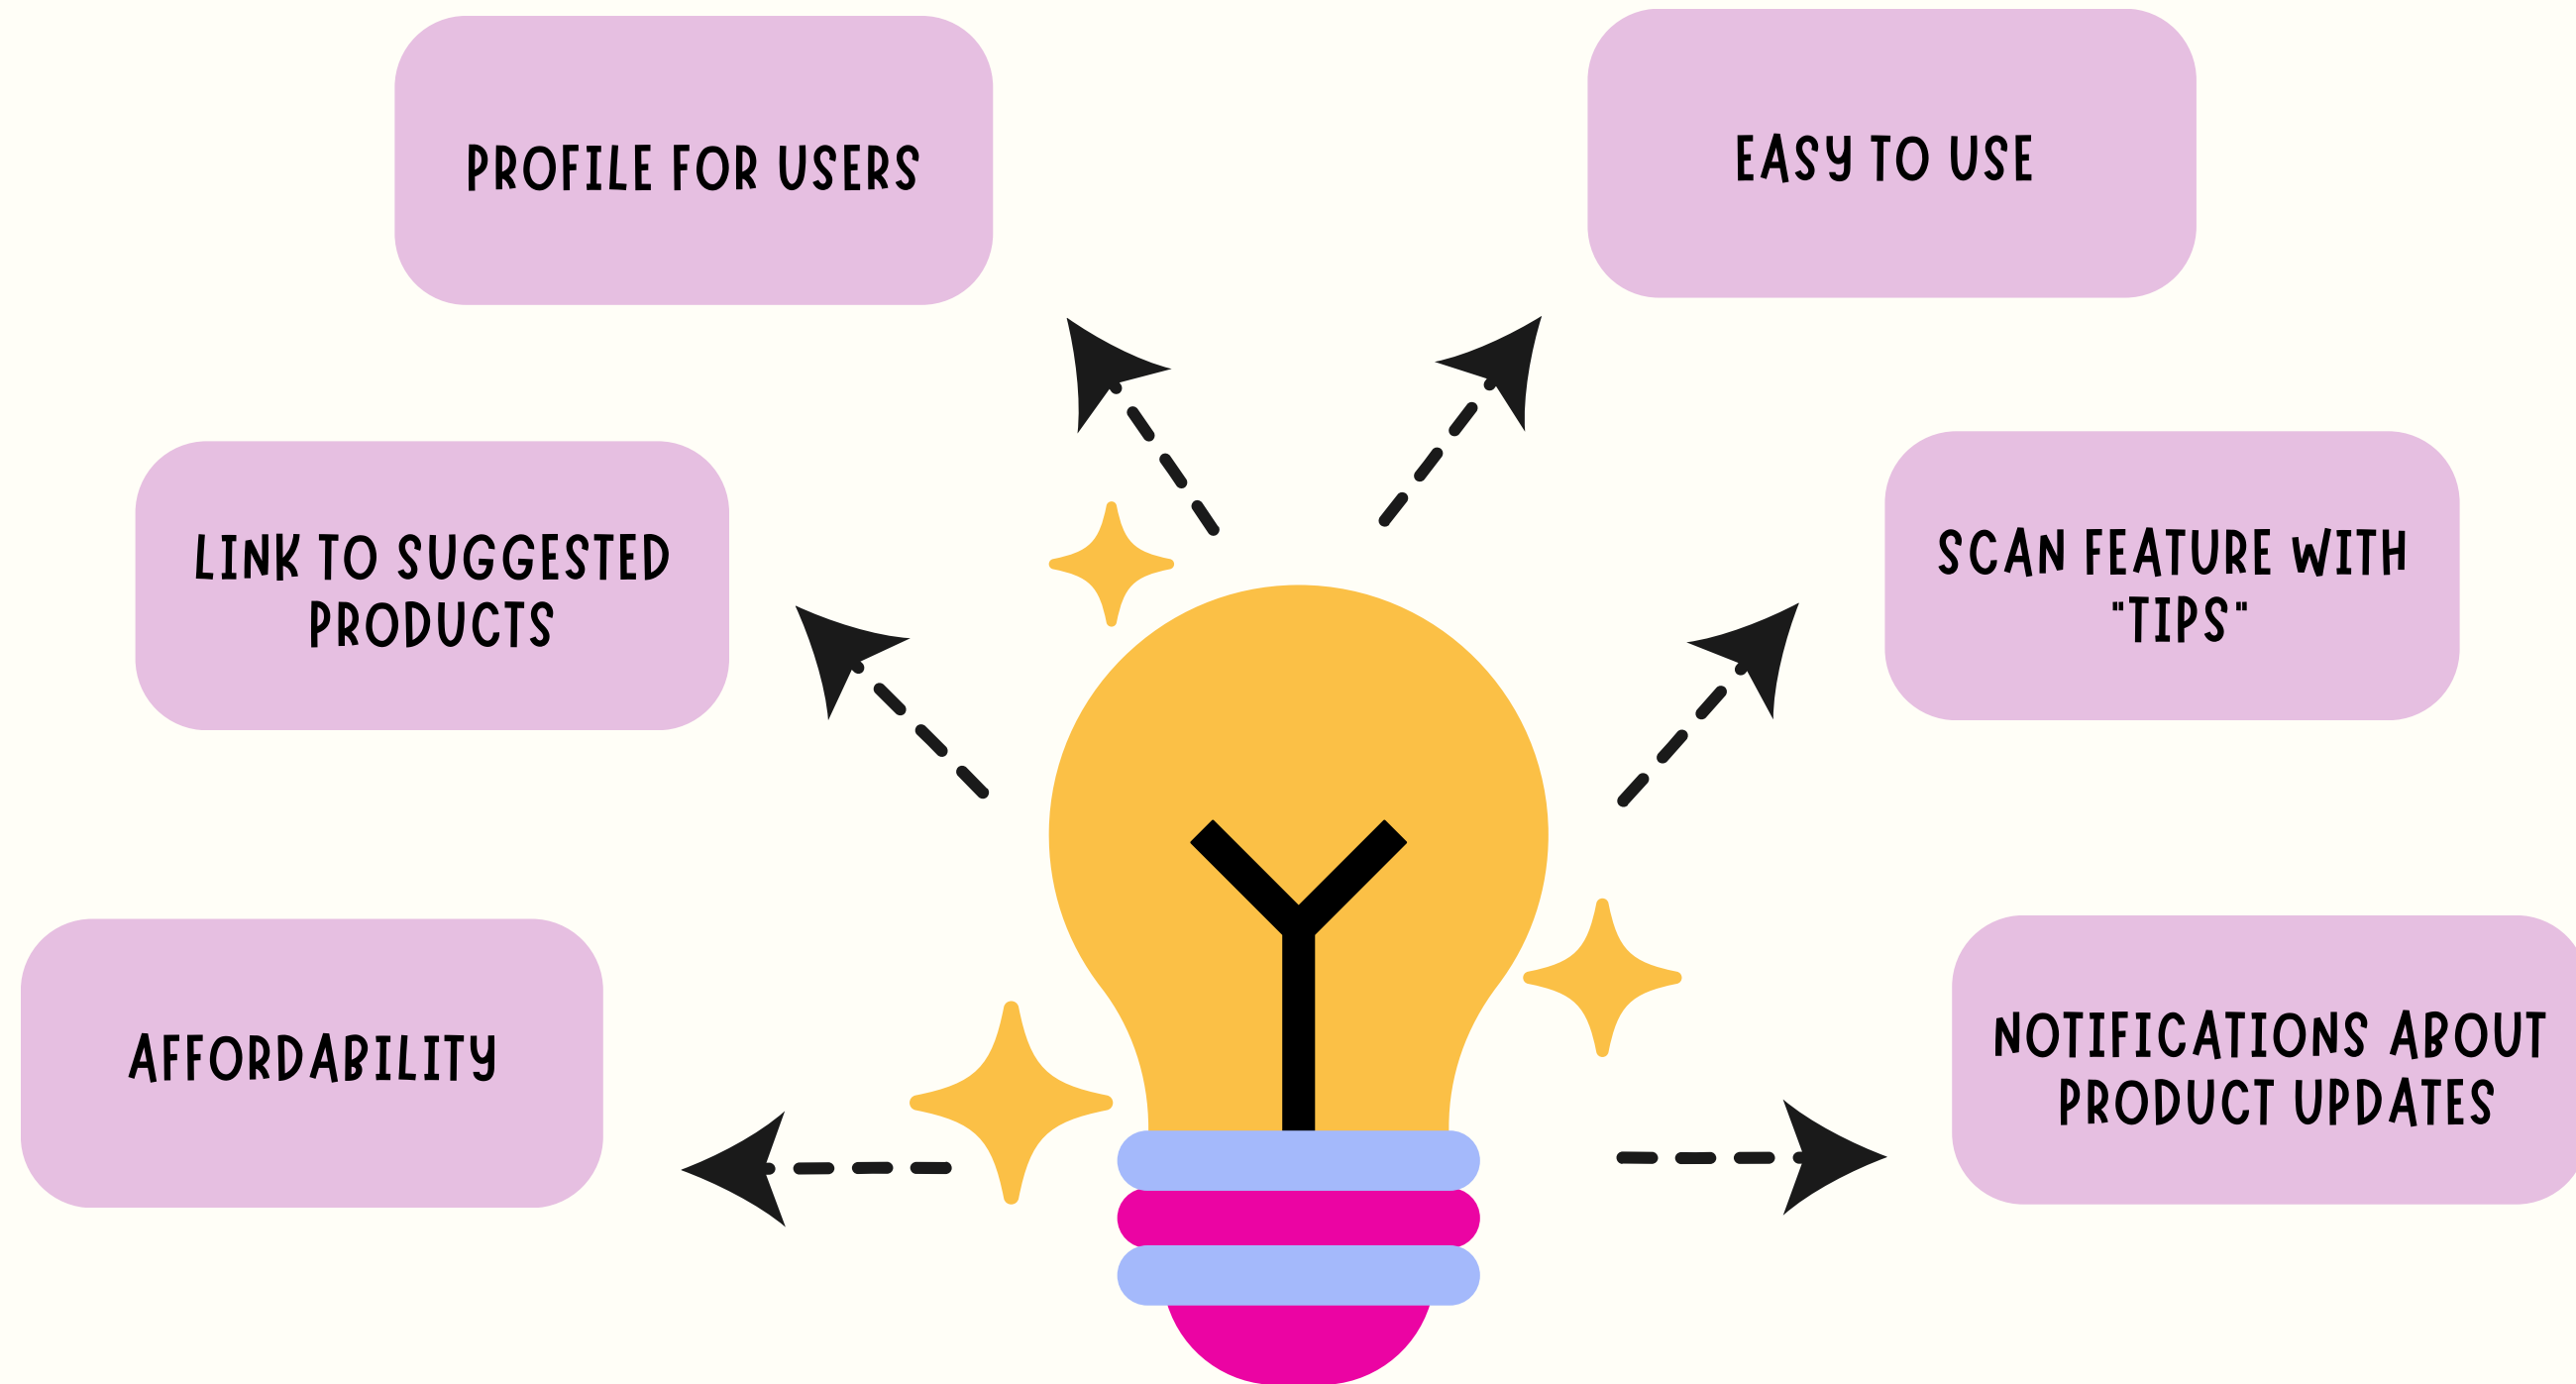 PROFILE FOR USERS
EASY TO USE
LINK TO SUGGESTED
PRODUCTS
SCAN FEATURE WITH
"TIPS"
AFFORDABILITY
NOTIFICATIONS ABOUT
PRODUCT UPDATES